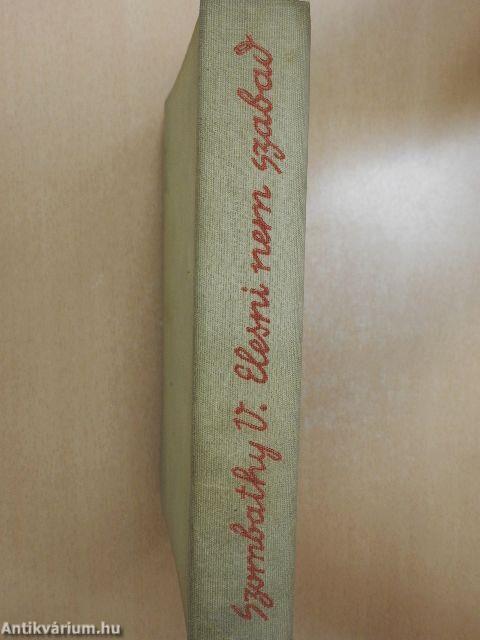 Szombathy V. Elesni nem szabad
Antikvárium.hu